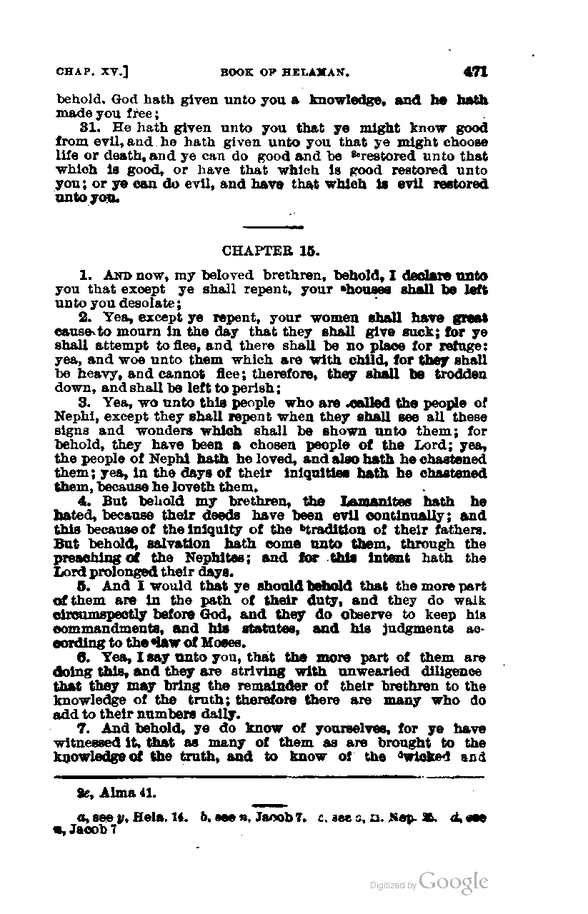 CHAP. XV.] BOOK OF HELAMAN. 471
behold. God hath given unto you a knowledge, and he hath
made you free;
31. He hath given unto you that ye might know good
from evil, and he hath given unto you that ye might choose
life or death, and ye can do good and be 2erestored unto that
which is good, or have that which is good restored unto
you; or ye can do evil, and have that which is evil restored
unto you.
CHAPTER 15.
1. AND now, my beloved brethren, behold, I declare unto
you that except ye shall repent, your ahouses shall be left
unto you desolate;
2. Yea, except ye repent, your women shall have great
cause to mourn in the day that they shall give suck; for ye
shall attempt to flee, and there shall be no place for refuge:
yea, and woe unto them which are with child, for they shall
be heavy, and cannot flee; therefore, they shall be trodden
down, and shall be left to perish;
3. Yea, wo unto this people who are called the people of
Nephi, except they shall repent when they shall see all these
signs and wonders which shall be shown unto them; for
behold, they have been a chosen people of the Lord; yea,
the people of Nephi hath he loved, and also hath he chastened
them; yea, in the days of their iniquities hath he chastened
them, because he loveth them.
4. But behold my brethren, the Lamanites hath he
hated, because their deeds have been evil continually; and
this because of the iniquity of the btradition of their fathers.
But behold, salvation hath come unto them, through the
preaching of the Nephites; and for this intent hath the
Lord prolonged their days.
5. And I would that ye should behold that the more part
of them are in the path of their duty, and they do walk
circumspectly before God, and they do observe to keep his
commandments, and his statutes, and his judgments ac-
cording to the claw of Moses.
6. Yea, I say unto you, that the more part of them are
doing this, and they are striving with unwearied diligence
that they may bring the remainder of their brethren to the
knowledge of the truth; therefore there are many who do
add to their numbers daily.
7. And behold, ye do know of yourselves, for ye have
witnessed it, that as many of them as are brought to the
knowledge of the truth, and to know of the dwicked and
2e, Alma 41.
a, see y, Hela. 14. b, see n, Jacob 7. c, see Nep. d, see
n, Jacob 7
Digitized by Google